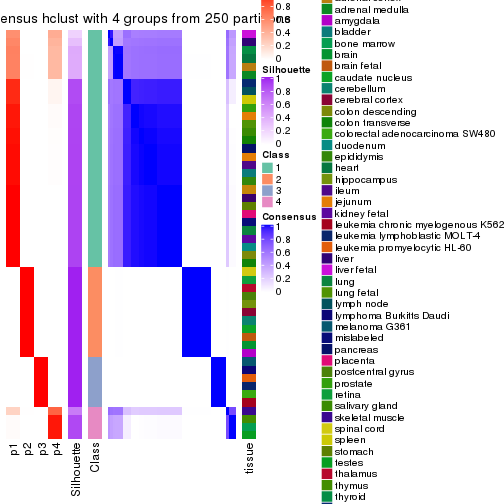 ensus hclust with 4 groups from 250 parti
p1
p2
p3
p4
Silhouette
Class
tissue
0.8
0.6
0.4
0.2
0
Silhouette
1
0.8
0.6
0.4
0.2
0
Class
1
2
3
4
Consensus
1
0.8
0.6
0.4
0.2
0
adrenal medulla
amygdala
bladder
bone marrow
brain
brain fetal
caudate nucleus
cerebellum
cerebral cortex
colon descending
colon transverse
colorectal adenocarcinoma SW480
duodenum
epididymis
heart
hippocampus
ileum
jejunum
kidney fetal
leukemia chronic myelogenous K562
leukemia lymphoblastic MOLT-4
leukemia promyelocytic HL-60
liver
liver fetal
lung
lung fetal
lymph node
lymphoma Burkitts Daudi
melanoma G361
mislabeled
pancreas
placenta
postcentral gyrus
prostate
retina
salivary gland
skeletal muscle
spinal cord
spleen
stomach
testes
thalamus
thymus
thyroid